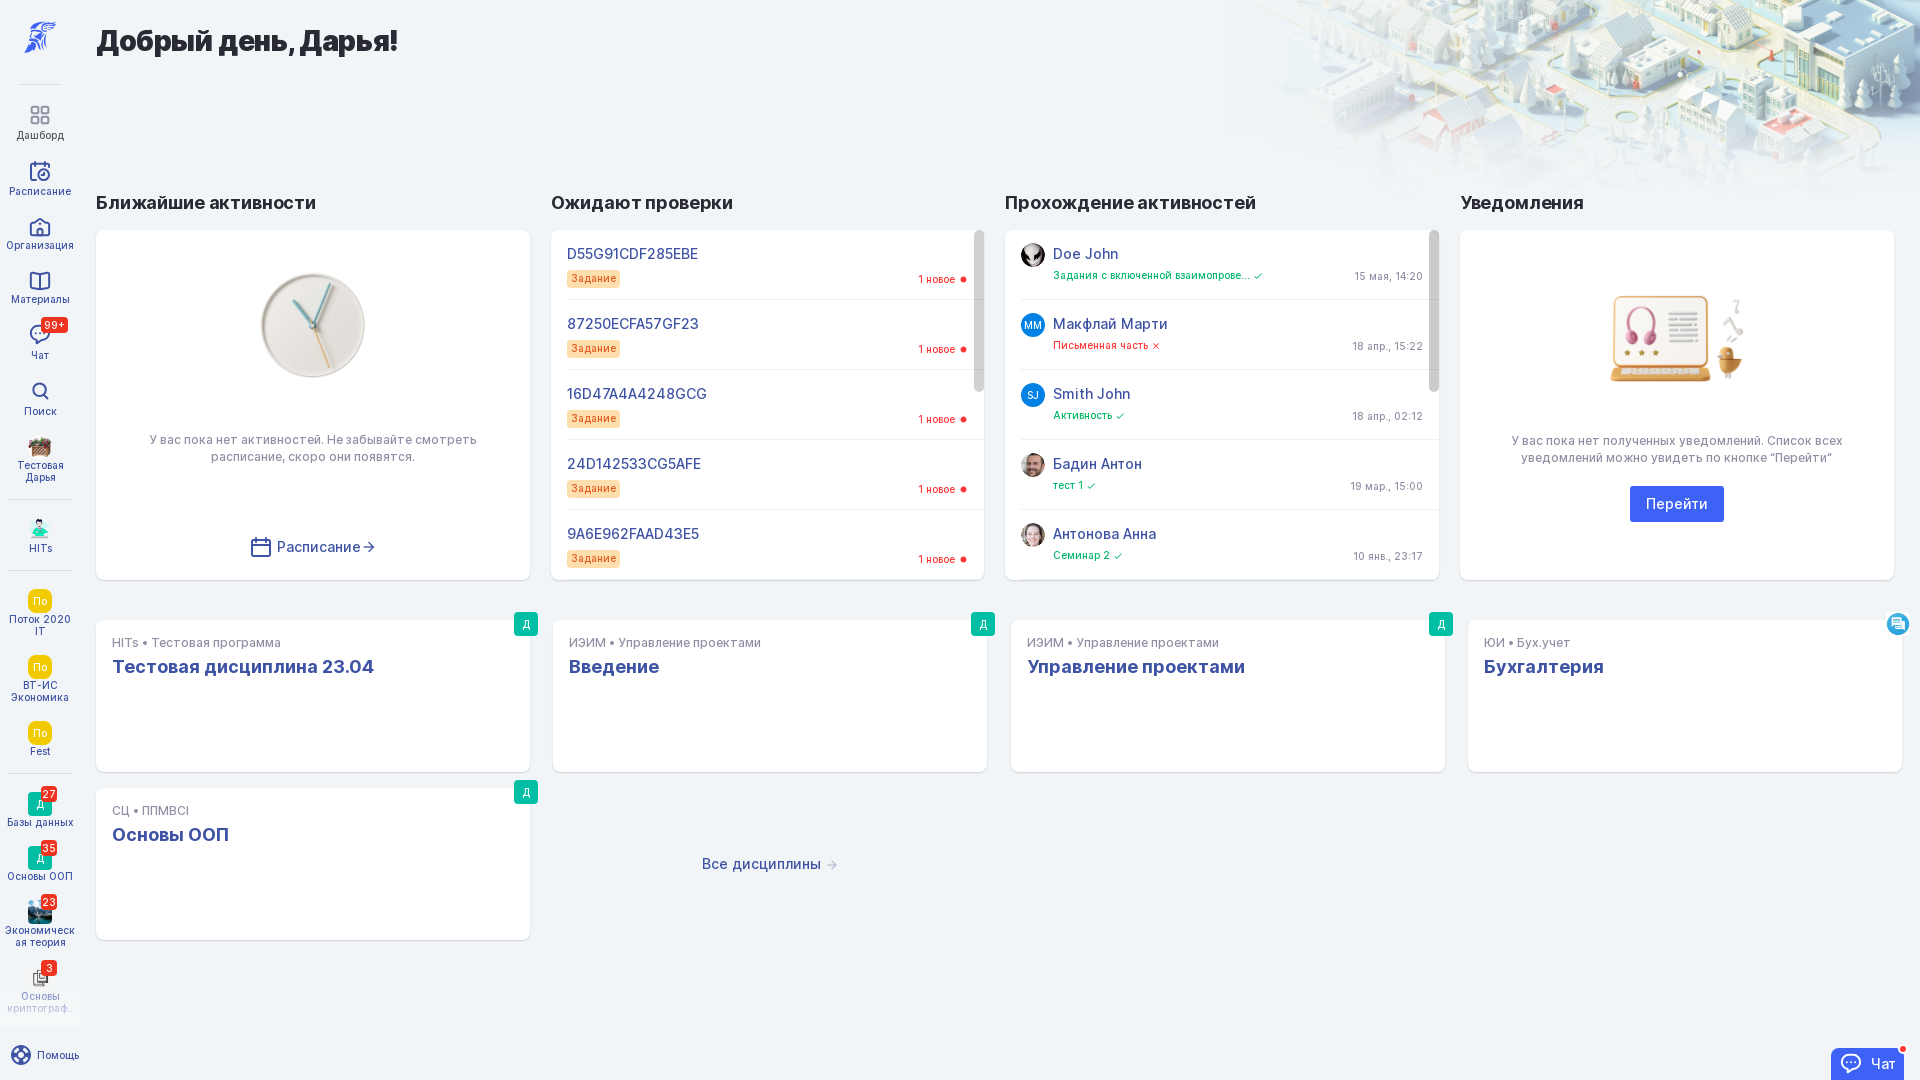 Добрый день, Дарья!
Дашборд
Расписание
Организация
Материалы
99+
Чат
Поиск
Тестовая
Дарья
HITs
По
Поток 2020
IT
По
ВТ-ИС
Экономика
По
Fest
27
Д
Базы данных
35
Д
Основы ООП
23
Экономическ
ая теория
3
Основы
криптограф...
Помощь
Ближайшие активности
У вас пока нет активностей. Не забывайте смотреть
расписание, скоро они появятся.
Расписание
Ожидают проверки
D55G91CDF285EBE
Задание
1 новое
87250ECFA57GF23
Задание
1 новое
16D47A4A4248GCG
Задание
1 новое
24D142533CG5AFE
Задание
1 новое
9A6E962FAAD43E5
Задание
1 новое
Прохождение активностей
Doe John
Задания с включенной взаимопрове...
15 мая, 14:20
ММ
Макфлай Марти
Письменная часть
18 апр., 15:22
SJ
Smith John
Активность
18 апр., 02:12
Бадин Антон
тест 1
19 мар., 15:00
Антонова Анна
Семинар 2
10 янв., 23:17
Уведомления
У вас пока нет полученных уведомлений. Список всех
уведомлений можно увидеть по кнопке “Перейти”
Перейти
Д
HITs • Тестовая программа
Тестовая дисциплина 23.04
Д
ИЭИМ • Управление проектами
Введение
Д
ИЭИМ • Управление проектами
Управление проектами
ЮИ • Бух.учет
Бухгалтерия
Д
СЦ • ППМВСІ
Основы ООП
Все дисциплины
Чат